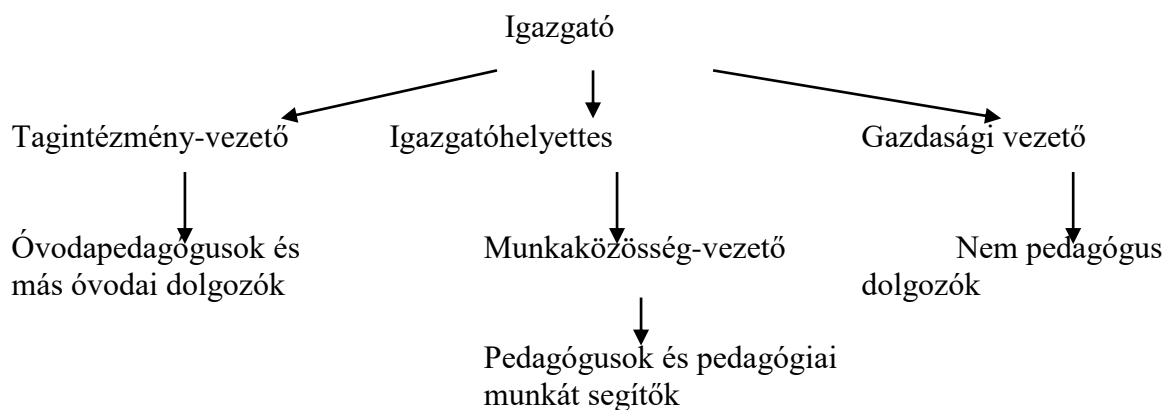 Igazgató
Tagintézmény-vezető Igazgatóhelyettes Gazdasági vezető
Óvodapedagógusok és
más óvodai dolgozók
Munkaközösség-vezető
Nem pedagógus
dolgozók
Pedagógusok és pedagógiai
munkát segítők